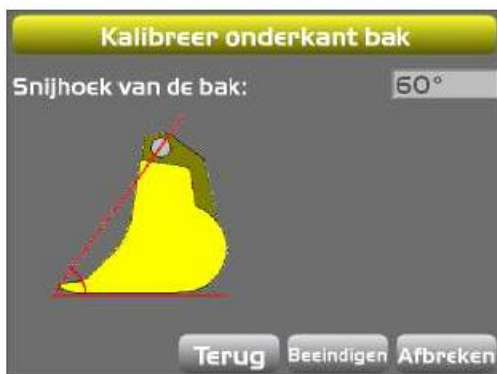 Kalibreer onderkant bak
Snijhoek van de bak: 60°
Terug Beeindigen Afbreken